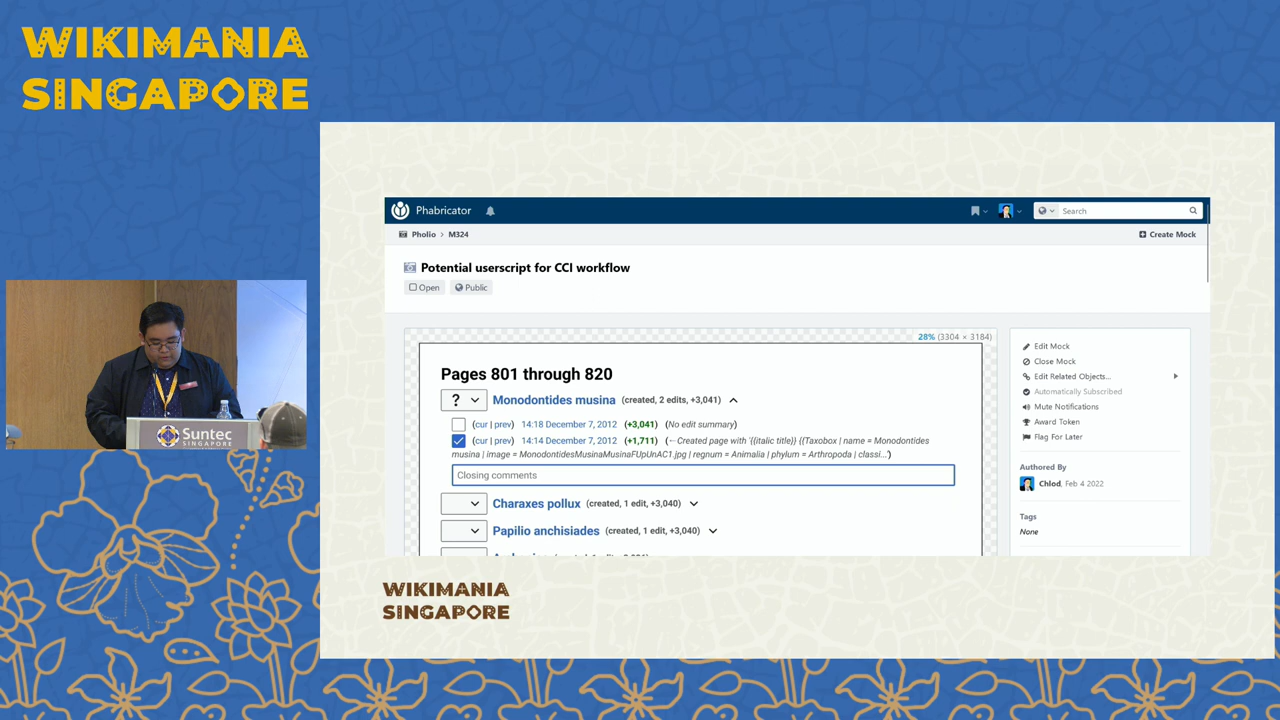 WIKIMANIA
SINGAPORE
Phabricator
Search
Pholio > M324
Create Mock
Potential userscript for CCI workflow
Open
Public
28% (3304 × 3184)
Pages 801 through 820
? Monodontides musina (created, 2 edits, +3,041)
(cur | prev) 14:18 December 7, 2012 (+3,041) (No edit summary)
(cur | prev) 14:14 December 7, 2012 (+1,711) (←Created page with '{{italic title}} {{Taxobox | name = Monodontides
musina | image = MonodontidesMusinaMusinaFUpUnAC1.jpg | regnum = Animalia | phylum = Arthropoda | classi...')
Closing comments
Charaxes pollux (created, 1 edit, +3,040)
Papilio anchisiades (created, 1 edit, +3,040)
Edit Mock
Close Mock
Edit Related Objects...
Automatically Subscribed
Mute Notifications
Award Token
Flag For Later
Authored By
Chlod, Feb 4 2022
Tags
None
Suntec
SINGAPORE
WIKIMANIA
SINGAPORE